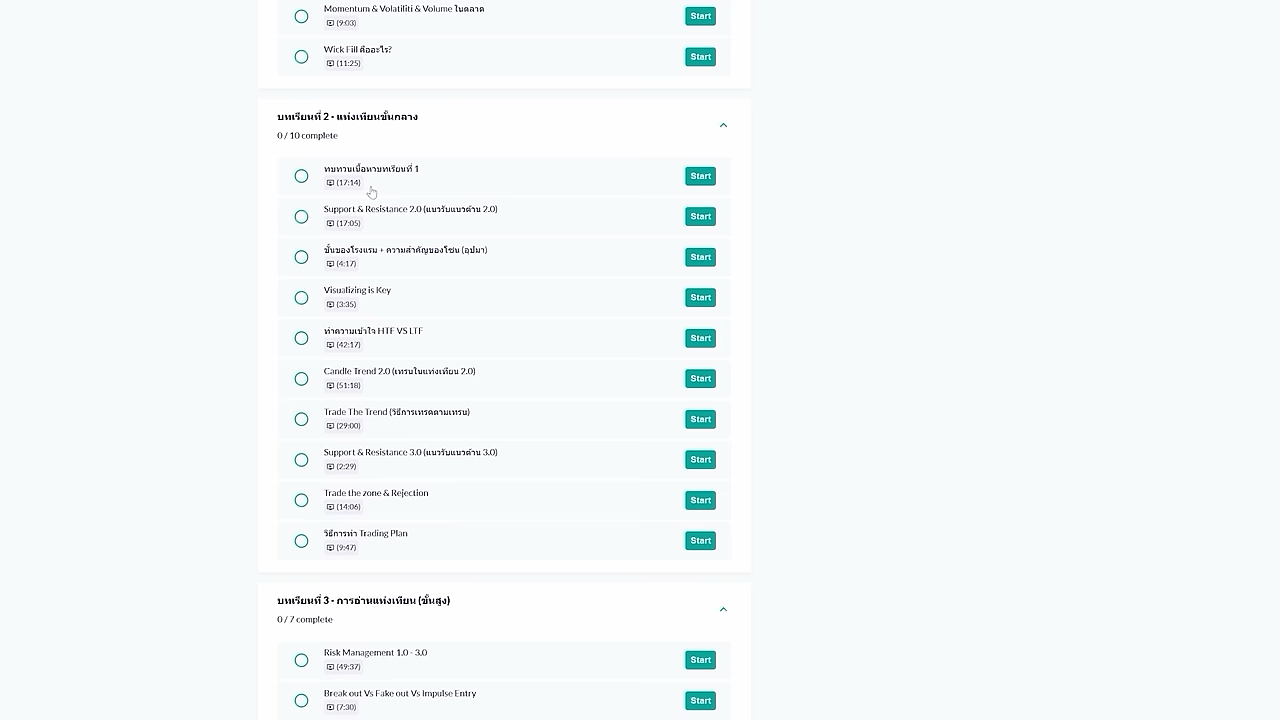 Momentum & Volatiliti & Volume ในตลาด
Start
(9:03)
Wick Fill คืออะไร?
Start
(11:25)
บทเรียนที่ 2 - แท่งเทียนขั้นกลาง
0 / 10 complete
ทบทวนเนื้อหาบทเรียนที่ 1
Start
(17:14)
Support & Resistance 2.0 (แนวรับแนวต้าน 2.0)
Start
(17:05)
ชั้นของโรงแรม + ความสำคัญของโซน (อุปมา)
Start
(4:17)
Visualizing is Key
Start
(3:35)
ทำความเข้าใจ HTF VS LTF
Start
(42:17)
Candle Trend 2.0 (เทรนในแท่งเทียน 2.0)
Start
(51:18)
Trade The Trend (วิธีการเทรดตามเทรน)
Start
(29:00)
Support & Resistance 3.0 (แนวรับแนวต้าน 3.0)
Start
(2:29)
Trade the zone & Rejection
Start
(14:06)
วิธีการทำ Trading Plan
Start
(9:47)
บทเรียนที่ 3 - การอ่านแท่งเทียน (ขั้นสูง)
0 / 7 complete
Risk Management 1.0 - 3.0
Start
(49:37)
Break out Vs Fake out Vs Impulse Entry
Start
(7:30)